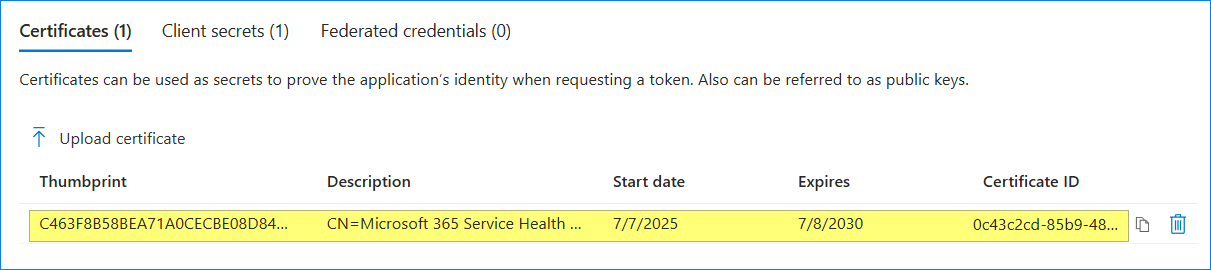 Certificates (1) Client secrets (1) Federated credentials (0)
Certificates can be used as secrets to prove the application's identity when requesting a token. Also can be referred to as public keys.
Upload certificate
Thumbprint Description Start date Expires Certificate ID
C463F8B58BEA71A0CECBE08D84... CN=Microsoft 365 Service Health ... 7/7/2025 7/8/2030 0c43c2cd-85b9-48...